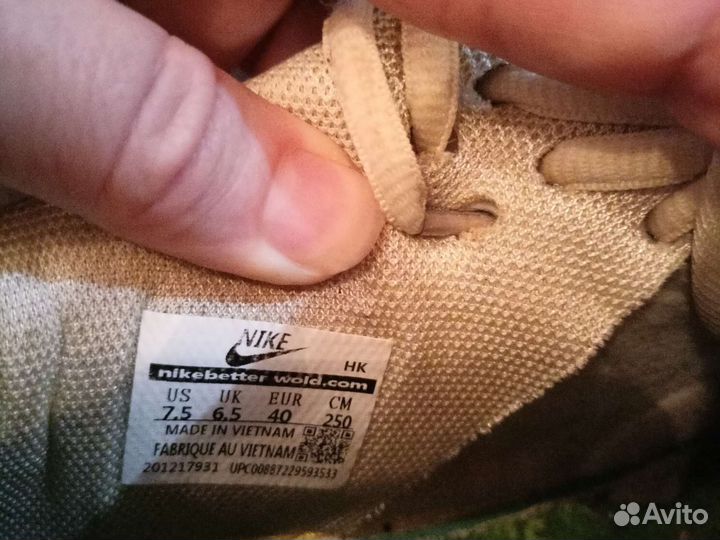 NIKE
HK
nikebetter wold.com
US UK EUR CM
7.5 6.5 40 250
MADE IN VIETNAM
FABRIQUE AU VIETNAM
201217931 UPC00887229593533
Avito